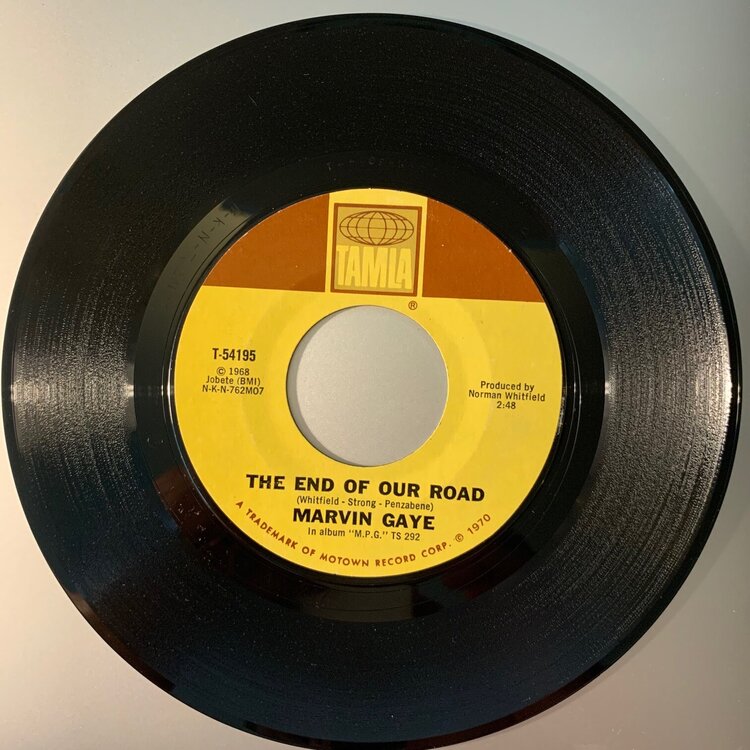 TAMLA
®
T-54195
© 1968
Jobete (BMI)
N-K-N-762MO7
Produced by
Norman Whitfield
2:48
THE END OF OUR ROAD
(Whitfield - Strong - Penzabene)
MARVIN GAYE
In album "M.P.G." TS 292
A TRADEMARK OF MOTOWN RECORD CORP. © 1970